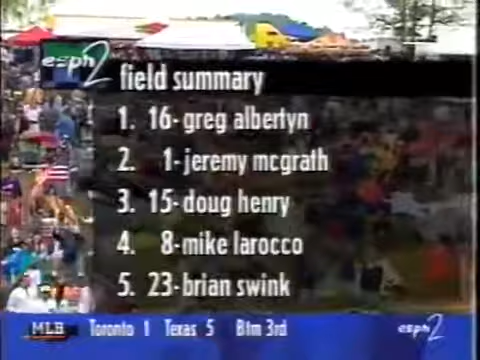 espn2
field summary
1. 16- greg albertyn
2. 1- jeremy mcgrath
3. 15- doug henry
4. 8- mike larocco
5. 23- brian swink
MLB Toronto 1 Texas 5 Btm 3rd espn2